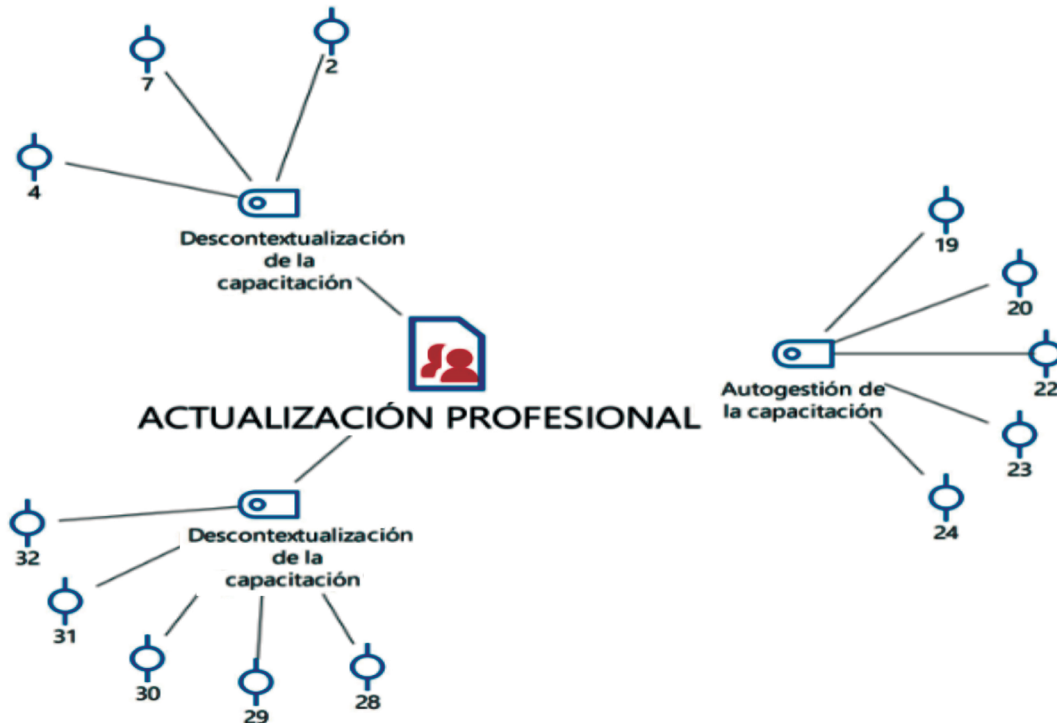 2
7
4
Descontextualización
de la
capacitación
19
20
22
Autogestión de
la capacitación
23
24
ACTUALIZACIÓN PROFESIONAL
Descontextualización
de la
capacitación
32
31
30
29
28